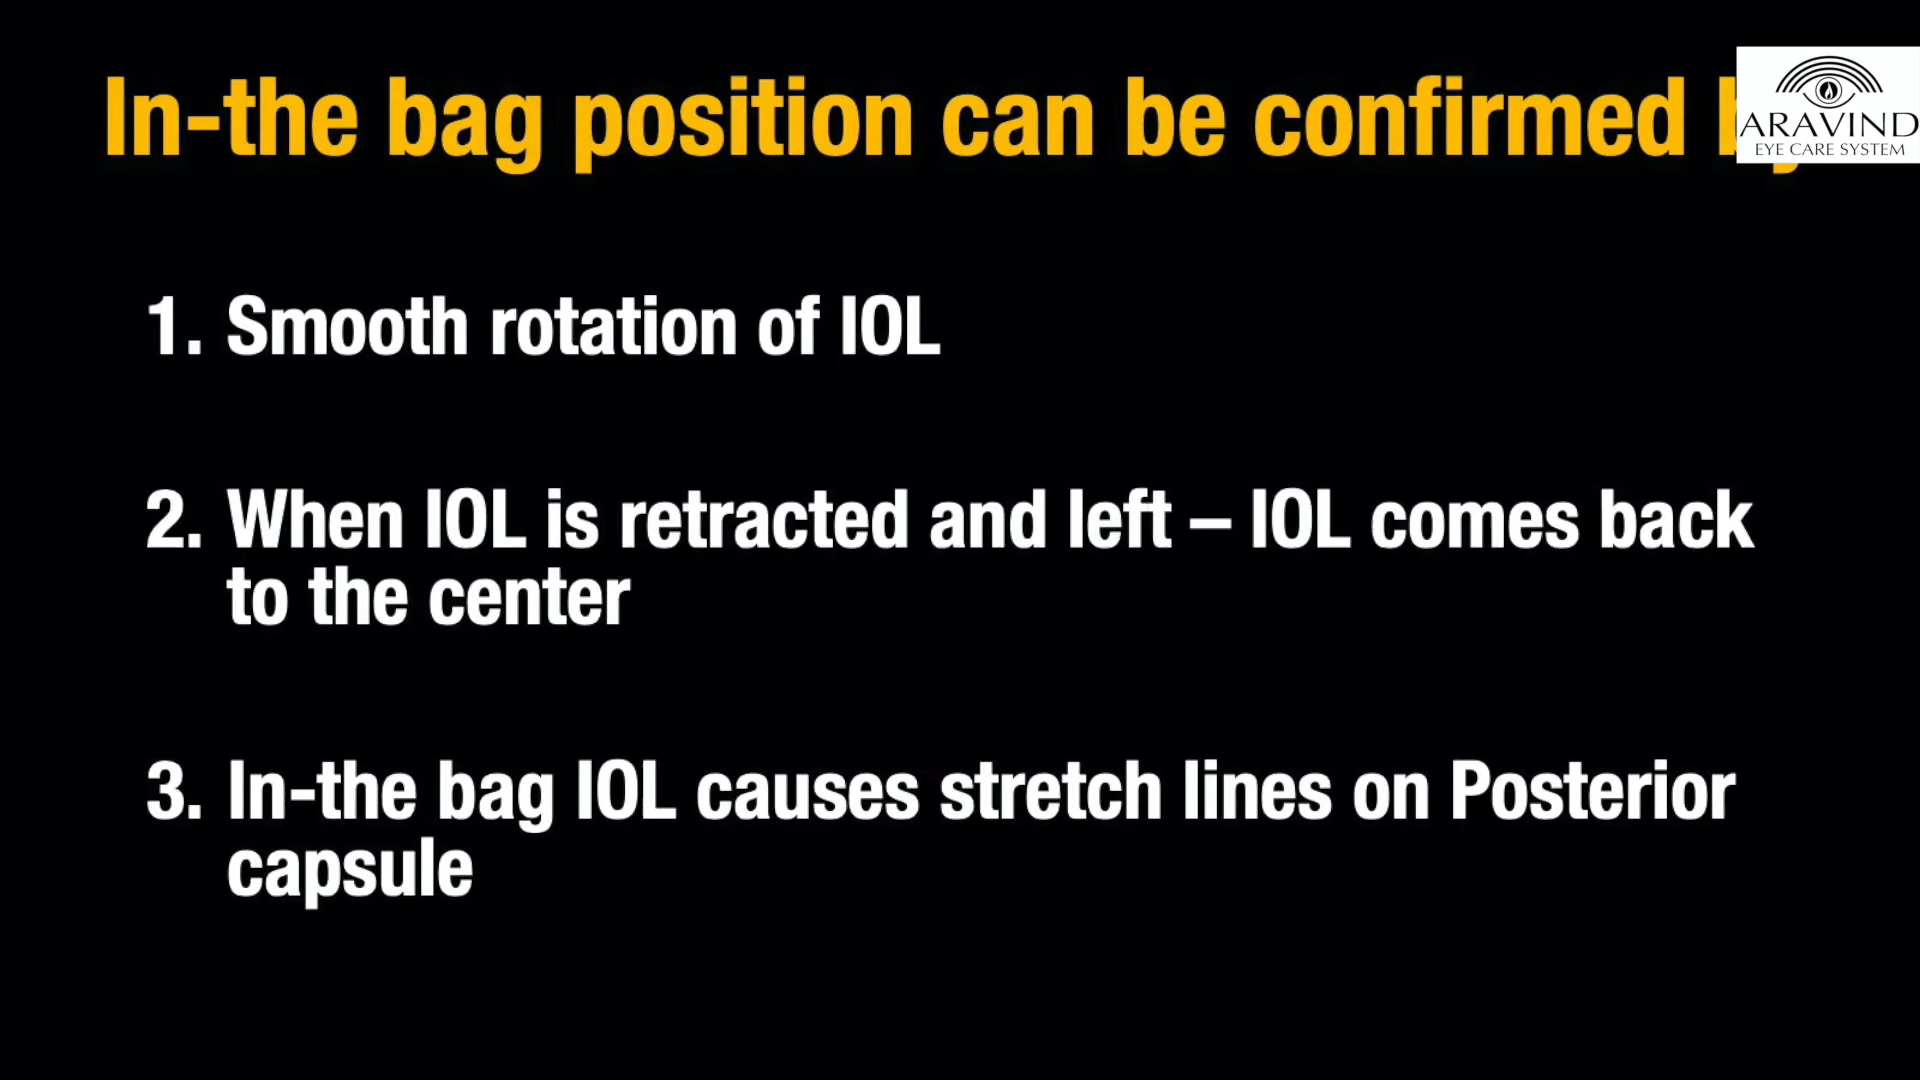 In-the bag position can be confirmed
ARAVIND
EYE CARE SYSTEM
1. Smooth rotation of IOL
2. When IOL is retracted and left – IOL comes back
to the center
3. In-the bag IOL causes stretch lines on Posterior
capsule